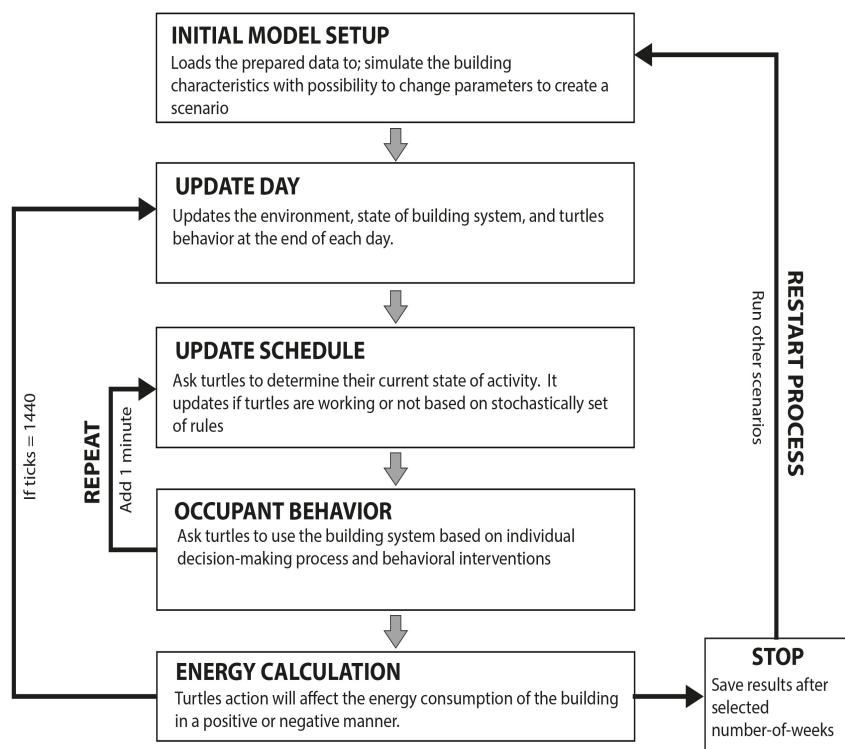 INITIAL MODEL SETUP
Loads the prepared data to; simulate the building
characteristics with possibility to change parameters to create a
scenario
UPDATE DAY
Updates the environment, state of building system, and turtles
behavior at the end of each day.
UPDATE SCHEDULE
Ask turtles to determine their current state of activity. It
updates if turtles are working or not based on stochastically set
of rules
OCCUPANT BEHAVIOR
Ask turtles to use the building system based on individual
decision-making process and behavioral interventions
ENERGY CALCULATION
Turtles action will affect the energy consumption of the building
in a positive or negative manner.
If ticks = 1440
REPEAT
Add 1 minute
STOP
Save results after
selected
number-of-weeks
Run other scenarios
RESTART PROCESS